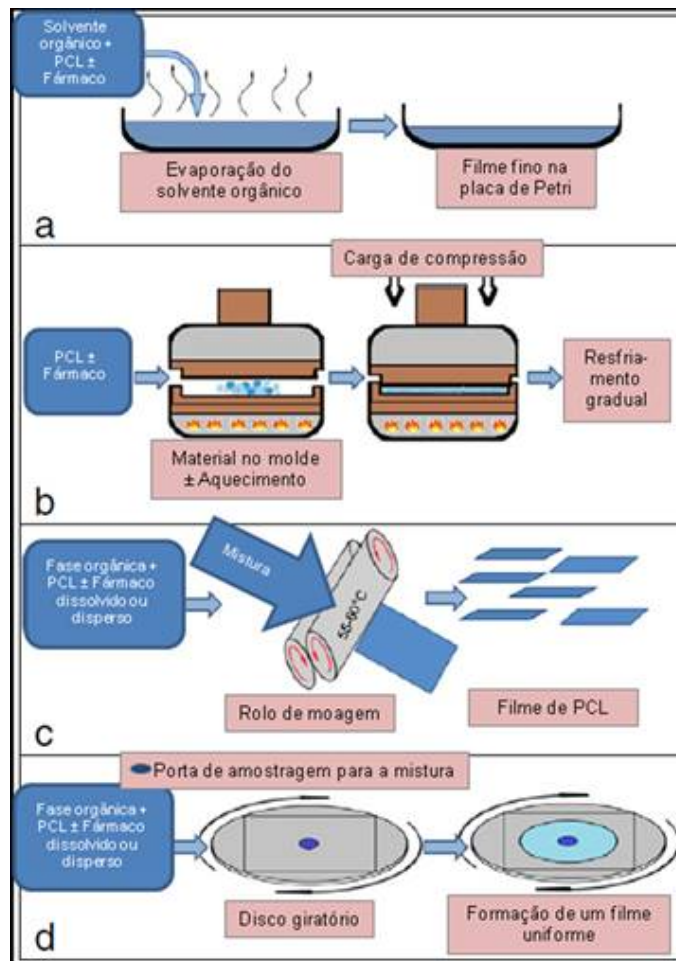 Solvente
orgânico +
PCL ±
Fármaco
Evaporação do
solvente orgânico
Filme fino na
placa de Petri
a
Carga de compressão
PCL ±
Fármaco
Resfria-
mento
gradual
Material no molde
± Aquecimento
b
Fase orgânica +
PCL ± Fármaco
dissolvido ou
disperso
Mistura
55-60°C
Rolo de moagem
Filme de PCL
c
Porta de amostragem para a mistura
Fase orgânica +
PCL ± Fármaco
dissolvido ou
disperso
Disco giratório
Formação de um filme
uniforme
d